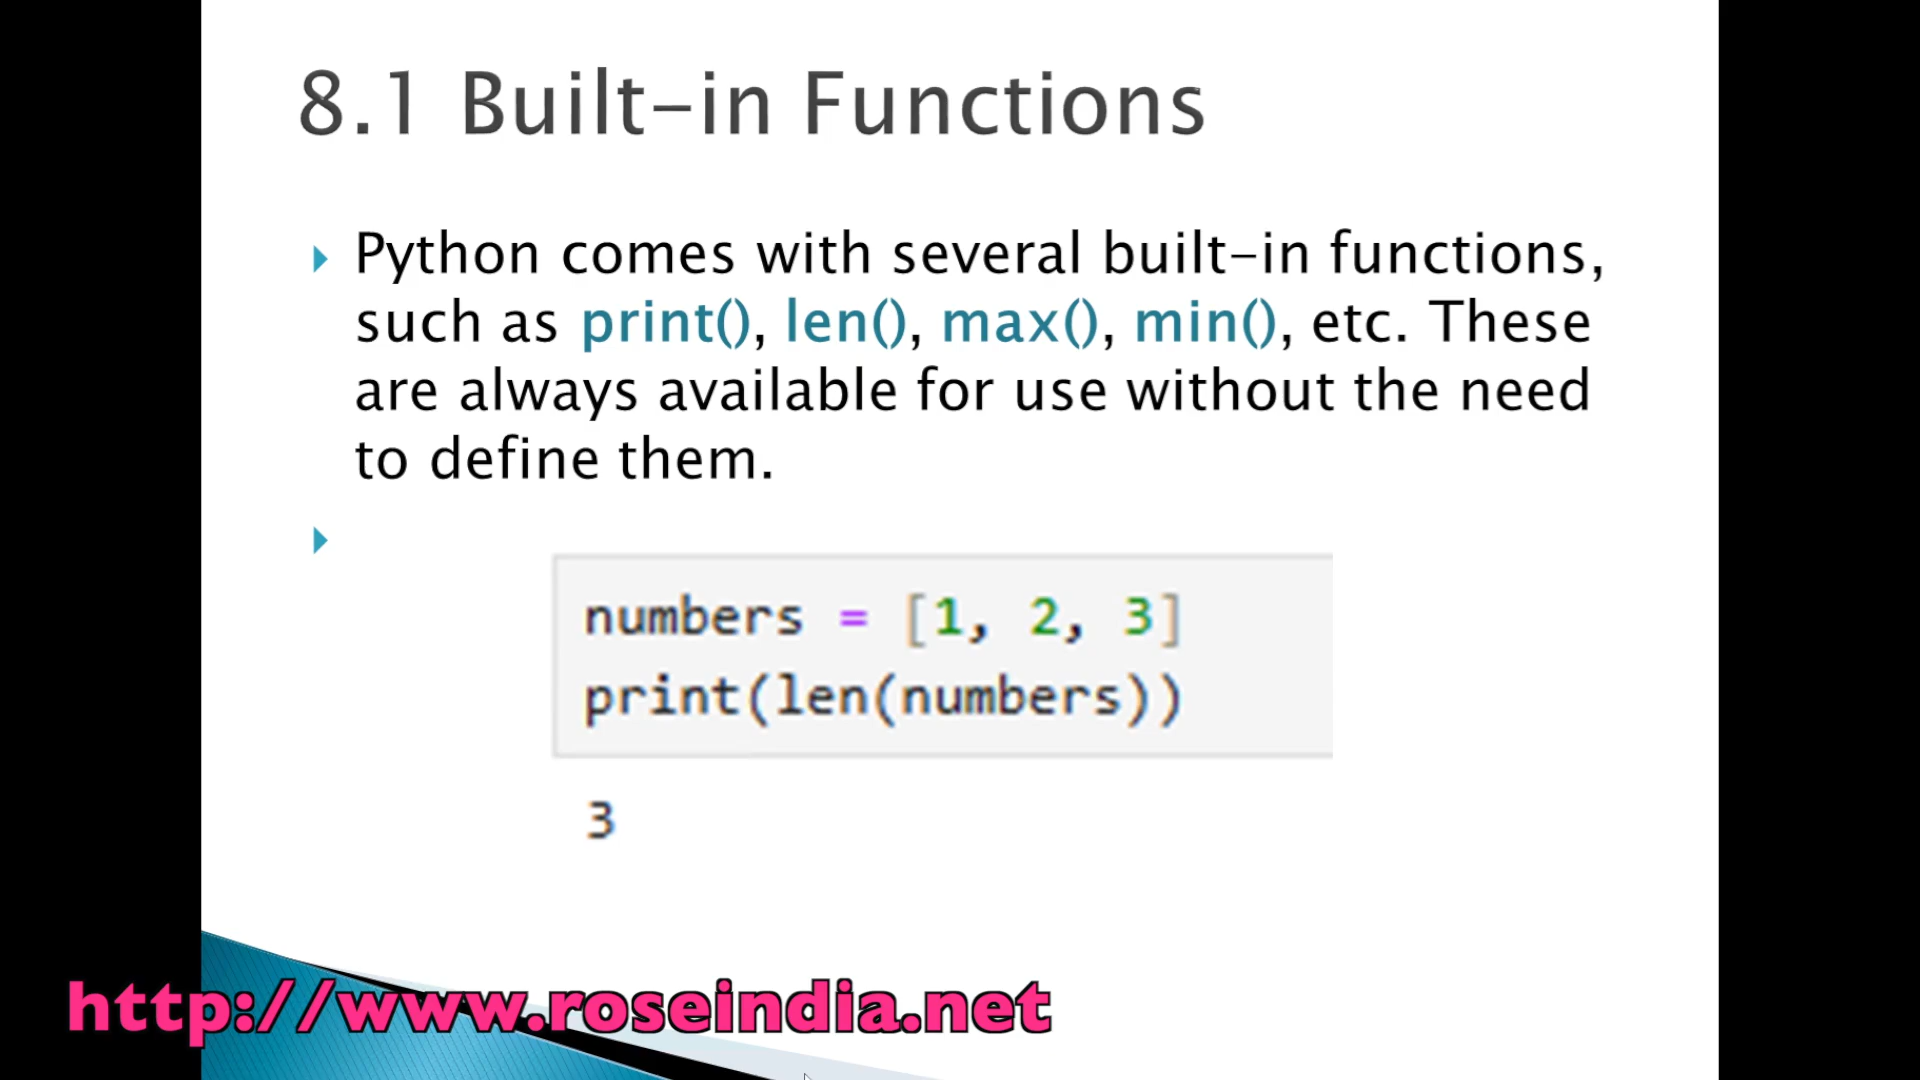 8.1 Built-in Functions
Python comes with several built-in functions,
such as print(), len(), max(), min(), etc. These
are always available for use without the need
to define them.
numbers = [1, 2, 3]
print(len(numbers))
3
http://www.roseindia.net